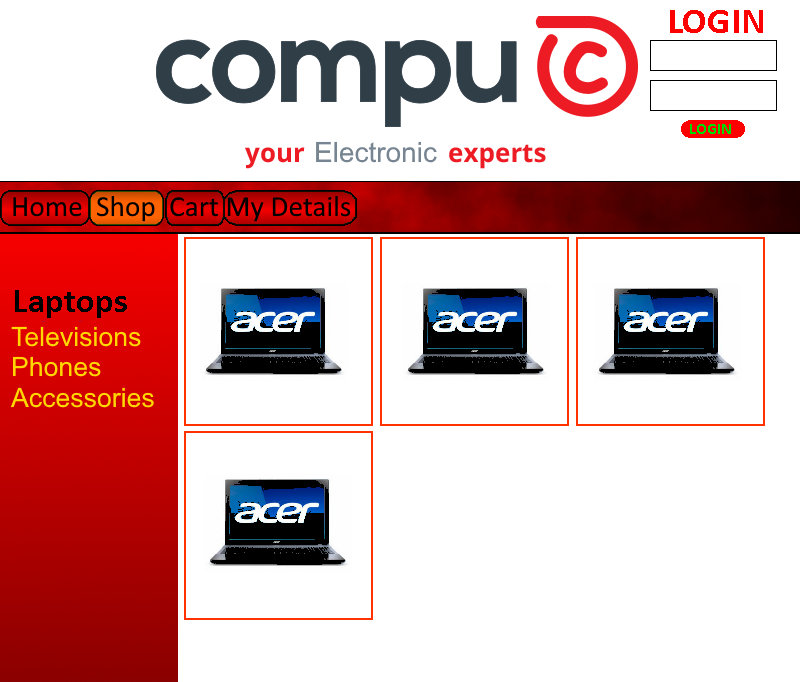 compu C
LOGIN
LOGIN
your Electronic experts
Home Shop Cart My Details
Laptops
Televisions
Phones
Accessories
acer
acer
acer
acer